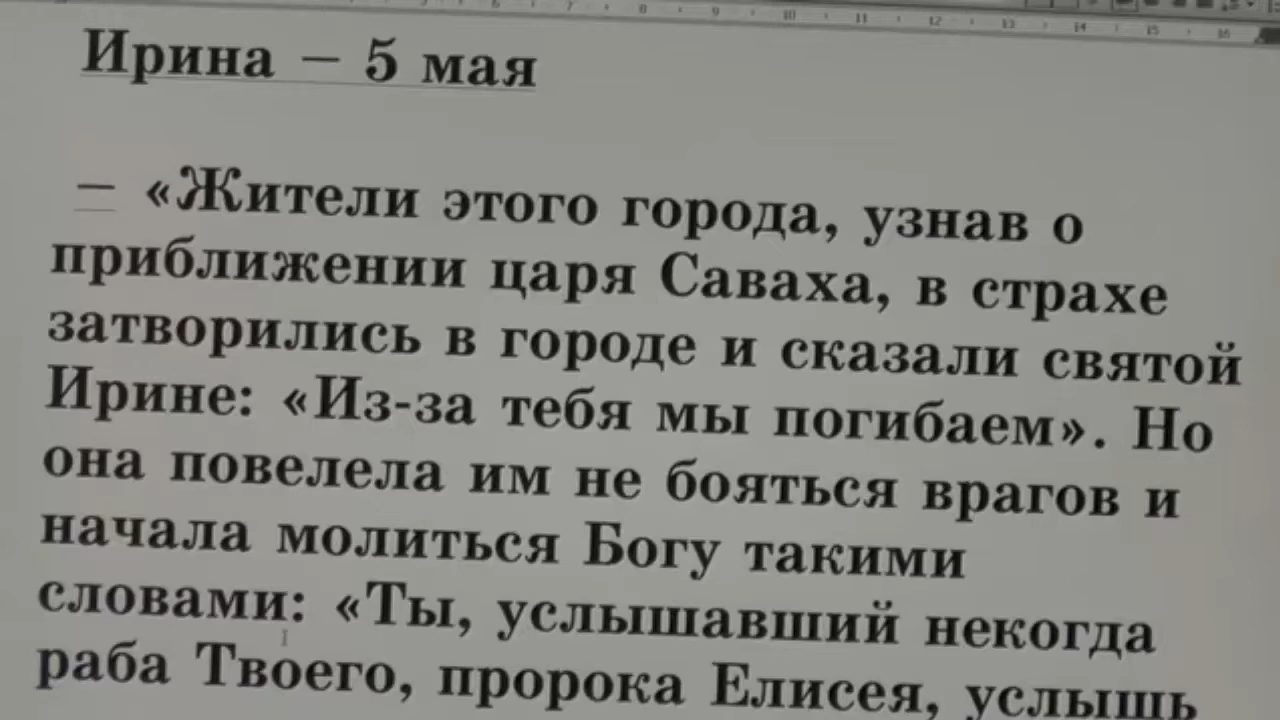 Ирина – 5 мая
– «Жители этого города, узнав о
приближении царя Саваха, в страхе
затворились в городе и сказали святой
Ирине: «Из-за тебя мы погибаем». Но
она повелела им не бояться врагов и
начала молиться Богу такими
словами: «Ты, услышавший некогда
раба Твоего, пророка Елисея, услышь